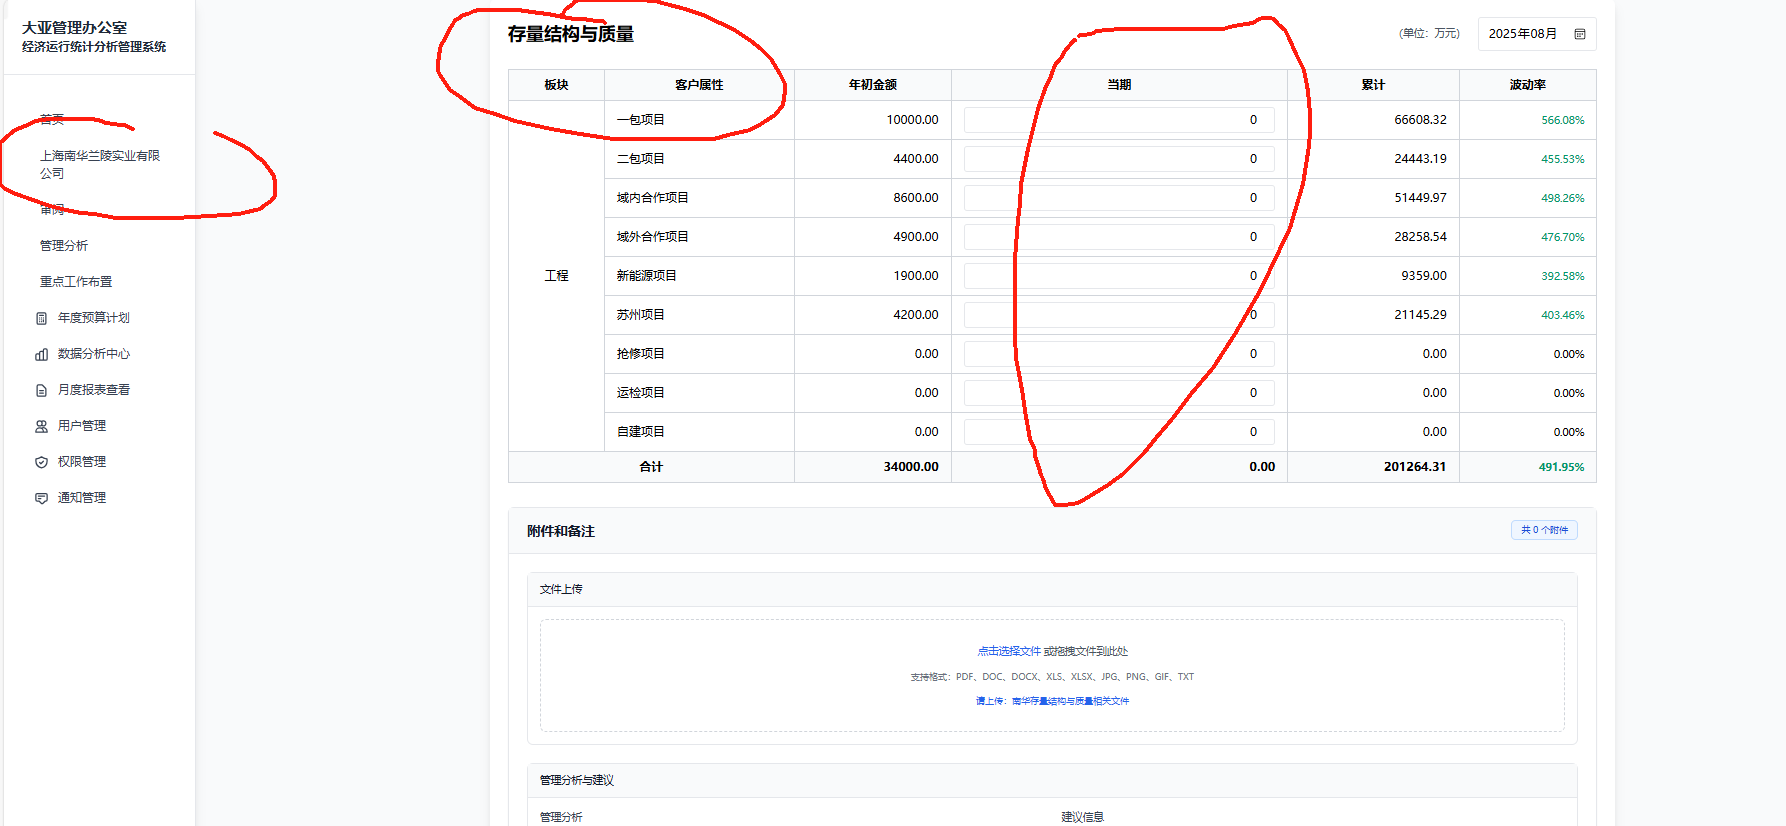 大亚管理办公室
经济运行统计分析管理系统
首页
上海南华兰陵实业有限
公司
审阅
管理分析
重点工作布置
年度预算计划
数据分析中心
月度报表查看
用户管理
权限管理
通知管理
存量结构与质量
(单位：万元) 2025年08月
板块 客户属性 年初金额 当期 累计 波动率
一包项目 10000.00 0 66608.32 566.08%
二包项目 4400.00 0 24443.19 455.53%
域内合作项目 8600.00 0 51449.97 498.26%
域外合作项目 4900.00 0 28258.54 476.70%
工程 新能源项目 1900.00 0 9359.00 392.58%
苏州项目 4200.00 0 21145.29 403.46%
抢修项目 0.00 0 0.00 0.00%
运检项目 0.00 0 0.00 0.00%
自建项目 0.00 0 0.00 0.00%
合计 34000.00 0.00 201264.31 491.95%
附件和备注 共 0 个附件
文件上传
点击选择文件 或拖拽文件到此处
支持格式：PDF、DOC、DOCX、XLS、XLSX、JPG、PNG、GIF、TXT
请上传：南华存量结构与质量相关文件
管理分析与建议
管理分析 建议信息